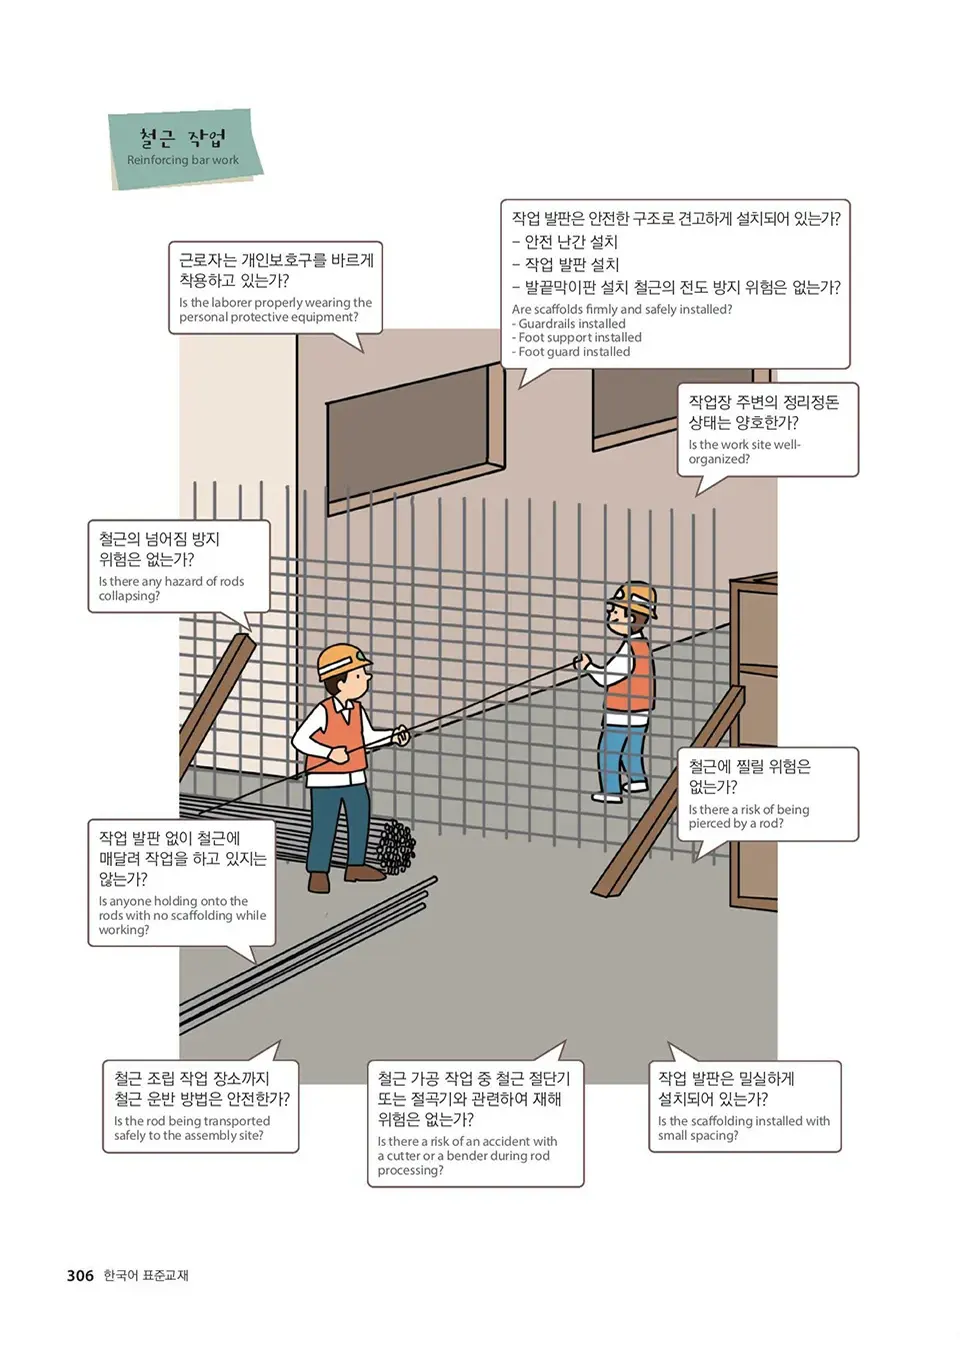 철근 작업
Reinforcing bar work
작업 발판은 안전한 구조로 견고하게 설치되어 있는가?
– 안전 난간 설치
– 작업 발판 설치
– 발끝막이판 설치 철근의 전도 방지 위험은 없는가?
Are scaffolds firmly and safely installed?
- Guardrails installed
- Foot support installed
- Foot guard installed
근로자는 개인보호구를 바르게
착용하고 있는가?
Is the laborer properly wearing the
personal protective equipment?
작업장 주변의 정리정돈
상태는 양호한가?
Is the work site well-
organized?
철근의 넘어짐 방지
위험은 없는가?
Is there any hazard of rods
collapsing?
철근에 찔릴 위험은
없는가?
Is there a risk of being
pierced by a rod?
작업 발판 없이 철근에
매달려 작업을 하고 있지는
않는가?
Is anyone holding onto the
rods with no scaffolding while
working?
철근 조립 작업 장소까지
철근 운반 방법은 안전한가?
Is the rod being transported
safely to the assembly site?
철근 가공 작업 중 철근 절단기
또는 절곡기와 관련하여 재해
위험은 없는가?
Is there a risk of an accident with
a cutter or a bender during rod
processing?
작업 발판은 밀실하게
설치되어 있는가?
Is the scaffolding installed with
small spacing?
306 한국어 표준교재